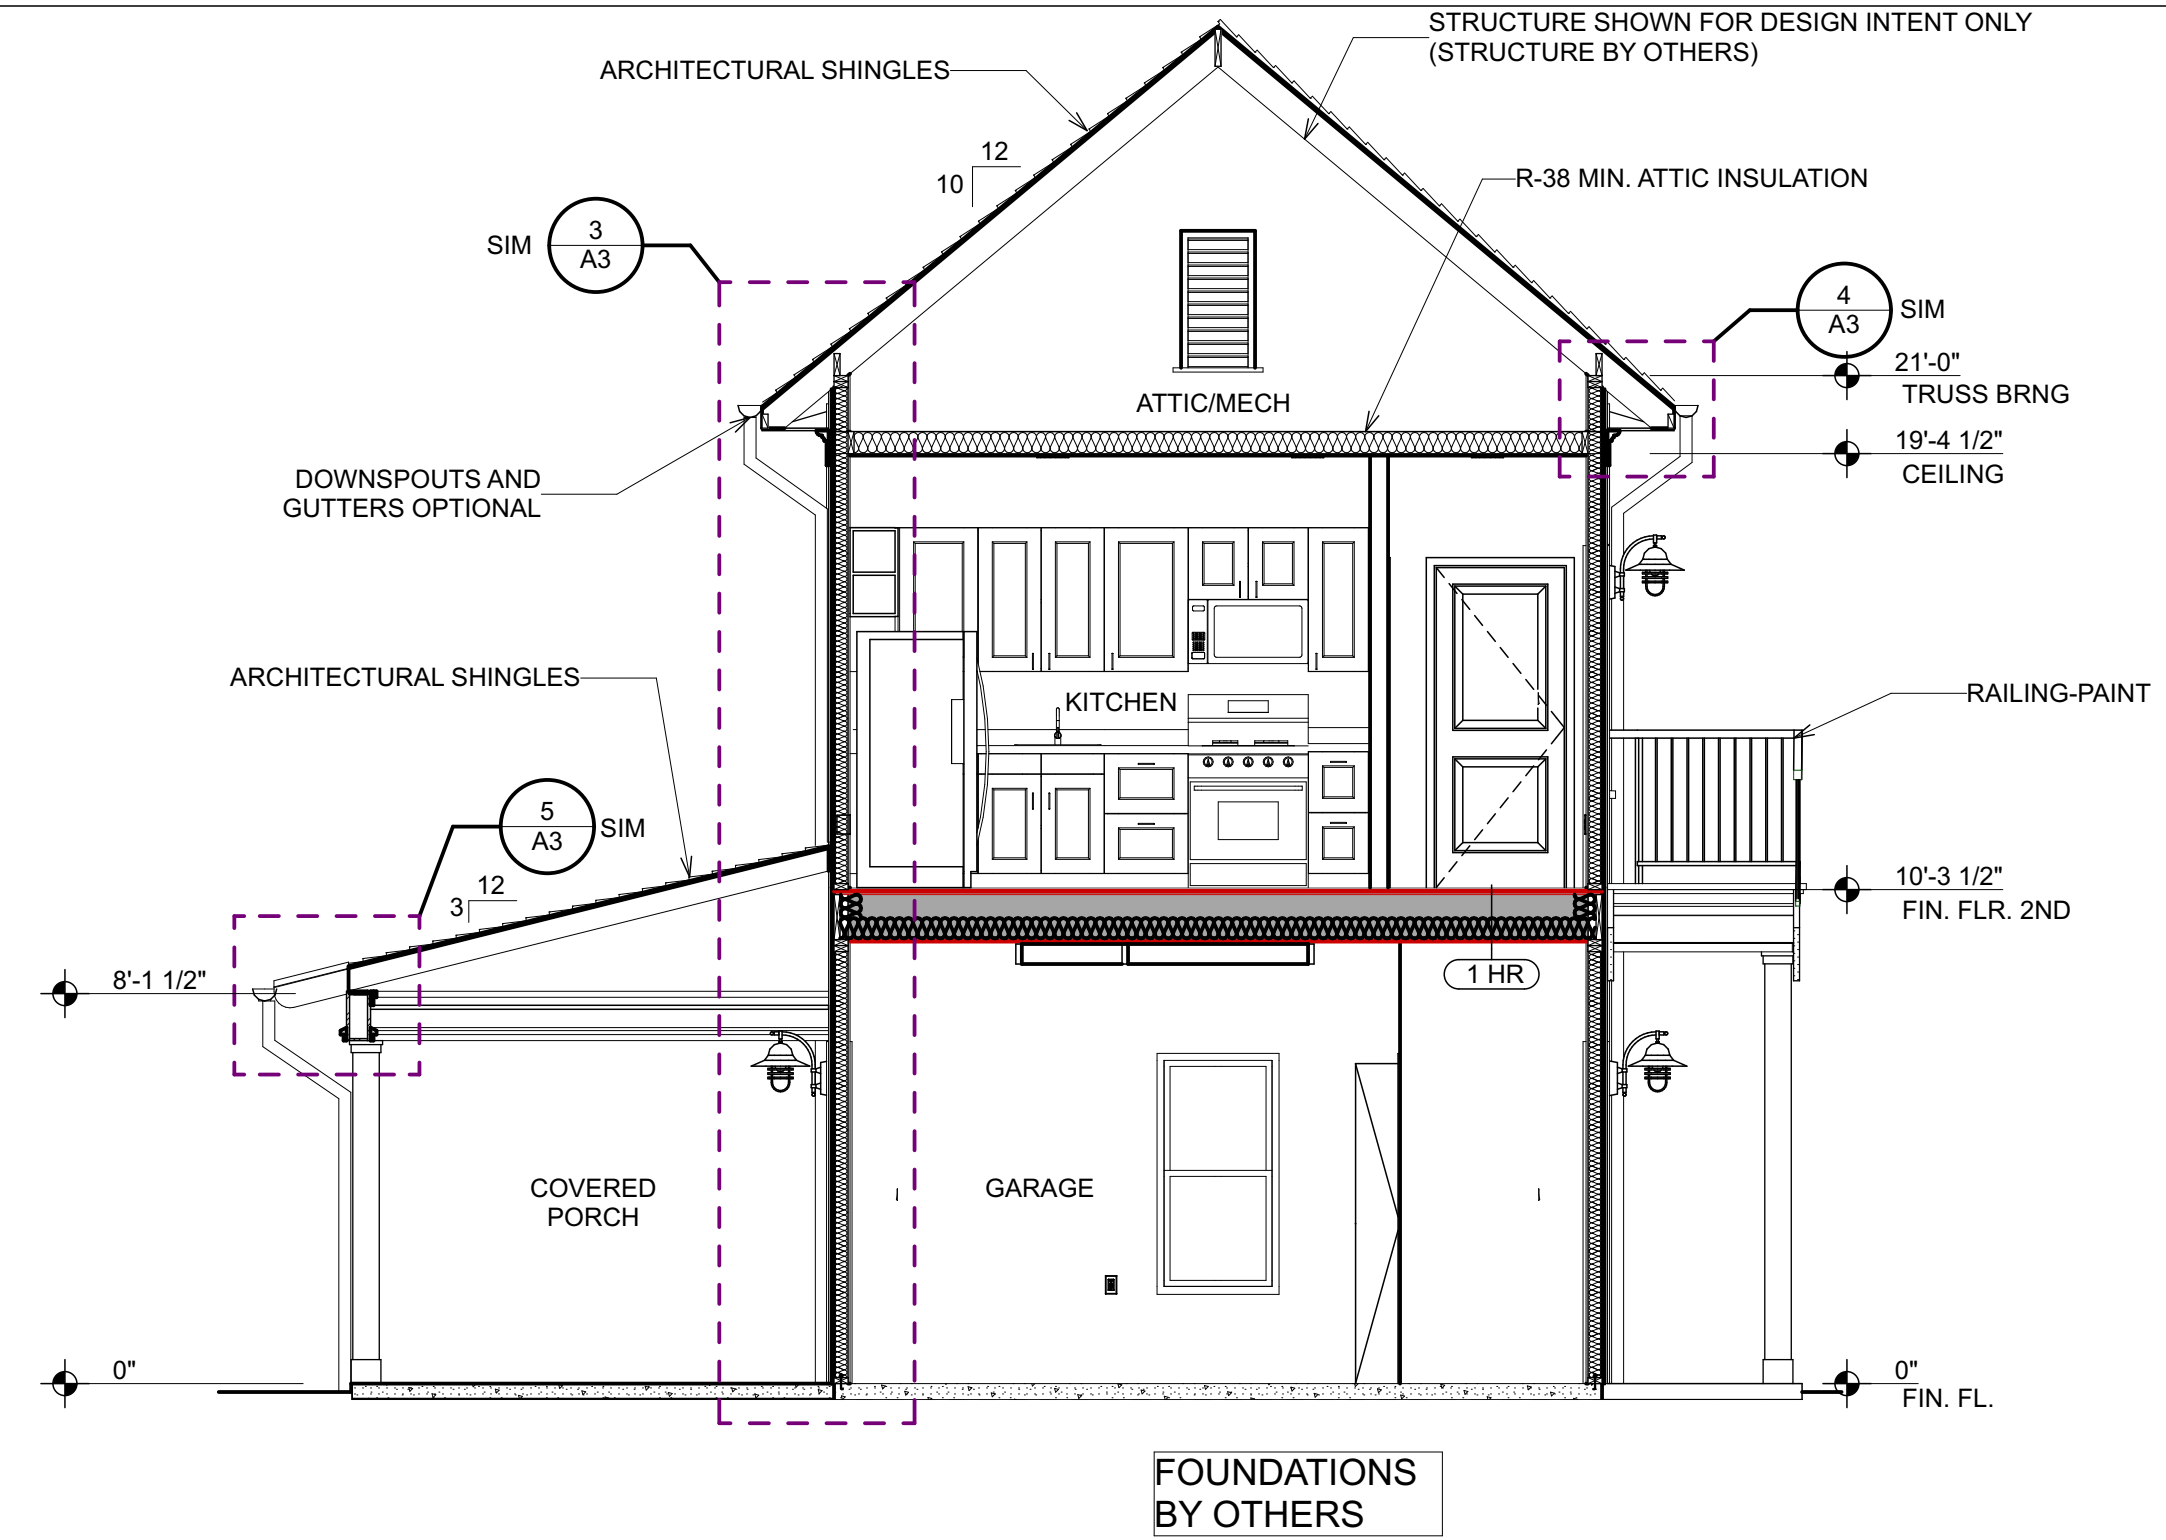 STRUCTURE SHOWN FOR DESIGN INTENT ONLY
(STRUCTURE BY OTHERS)
ARCHITECTURAL SHINGLES
12
10
R-38 MIN. ATTIC INSULATION
3
A3
SIM
4
A3
SIM
21'-0"
TRUSS BRNG
ATTIC/MECH
19'-4 1/2"
CEILING
DOWNSPOUTS AND
GUTTERS OPTIONAL
ARCHITECTURAL SHINGLES
KITCHEN
RAILING-PAINT
5
A3
SIM
12
3
10'-3 1/2"
FIN. FLR. 2ND
8'-1 1/2"
1 HR
COVERED
PORCH
GARAGE
0"
0"
FIN. FL.
FOUNDATIONS
BY OTHERS